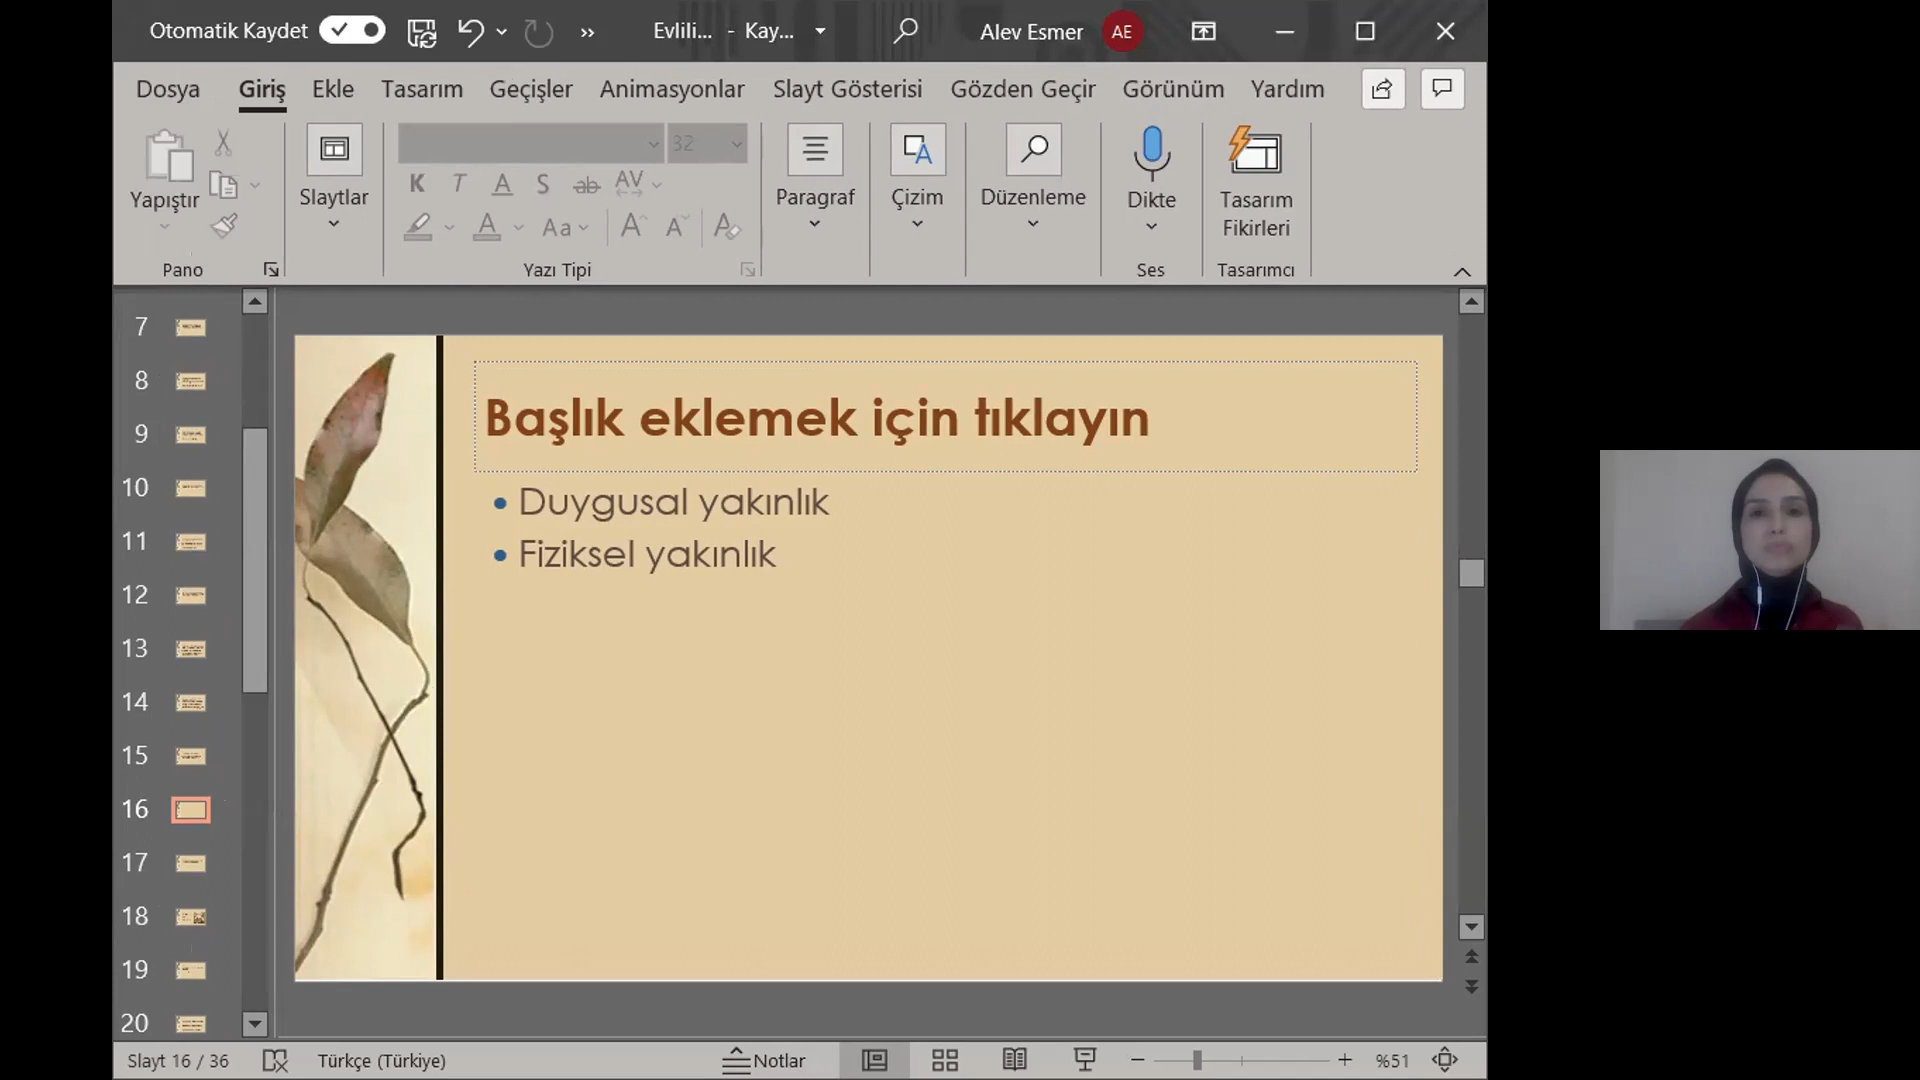 Otomatik Kaydet
Evlili... - Kay...
Alev Esmer AE
Dosya Giriş Ekle Tasarım Geçişler Animasyonlar Slayt Gösterisi Gözden Geçir Görünüm Yardım
32
K T A S ab AV
Aa A A A
Yapıştır
Slaytlar
Paragraf
Çizim
Düzenleme
Dikte
Tasarım
Fikirleri
Pano
Yazı Tipi
Ses
Tasarımcı
7
8
9
10
11
12
13
14
15
16
17
18
19
20
Başlık eklemek için tıklayın
• Duygusal yakınlık
• Fiziksel yakınlık
Slayt 16 / 36
Türkçe (Türkiye)
Notlar
%51